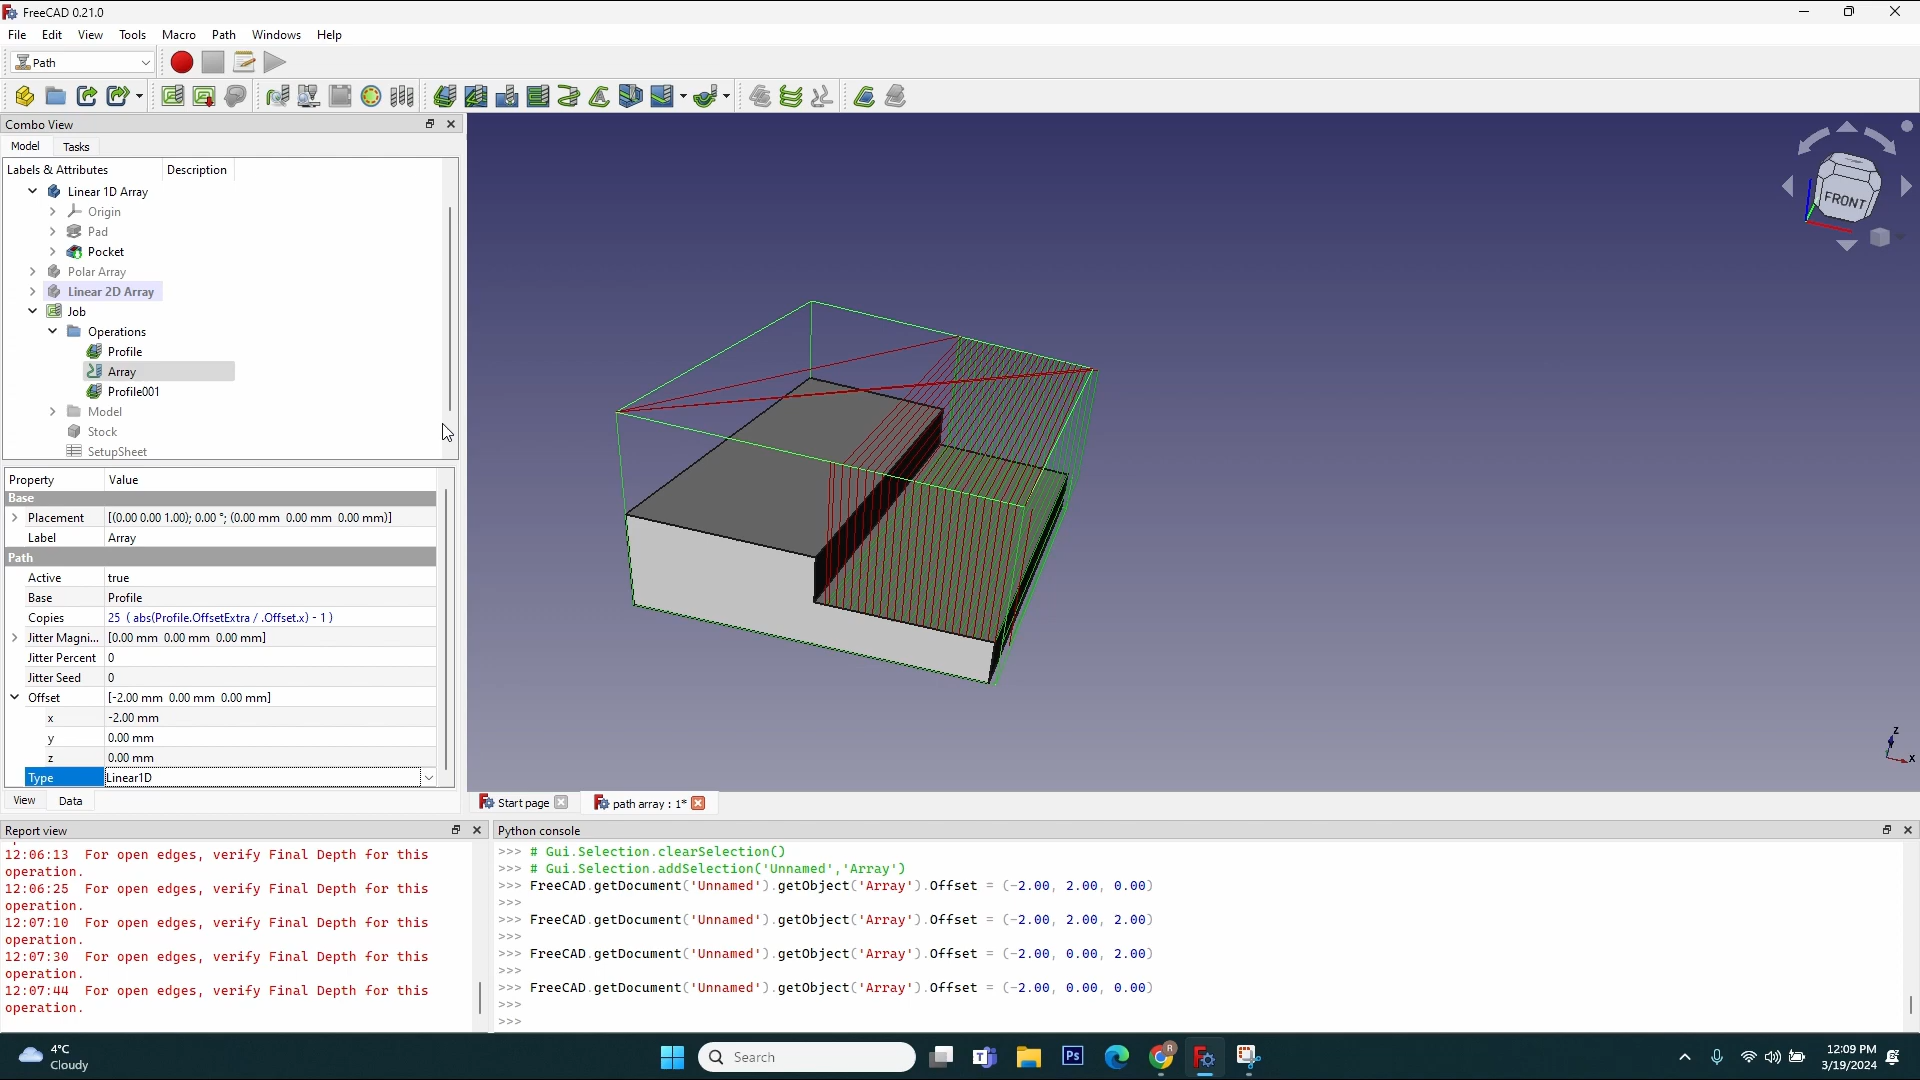 FreeCAD 0.21.0
File Edit View Tools Macro Path Windows Help
Path
Combo View
Model Tasks
Labels & Attributes Description
Linear 1D Array
Origin
Pad
Pocket
Polar Array
Linear 2D Array
Job
Operations
Profile
Array
Profile001
Model
Stock
SetupSheet
Property Value
Base
Placement [(0.00 0.00 1.00); 0.00 °; (0.00 mm 0.00 mm 0.00 mm)]
Label Array
Path
Active true
Base Profile
Copies 25 ( abs(Profile.OffsetExtra / .Offset.x) - 1 )
Jitter Magni... [0.00 mm 0.00 mm 0.00 mm]
Jitter Percent 0
Jitter Seed 0
Offset [-2.00 mm 0.00 mm 0.00 mm]
x -2.00 mm
y 0.00 mm
z 0.00 mm
Type Linear1D
View Data
FRONT
Z
X
Start page path array : 1*
Report view
12:06:13 For open edges, verify Final Depth for this
operation.
12:06:25 For open edges, verify Final Depth for this
operation.
12:07:10 For open edges, verify Final Depth for this
operation.
12:07:30 For open edges, verify Final Depth for this
operation.
12:07:44 For open edges, verify Final Depth for this
operation.
Python console
>>> # Gui.Selection.clearSelection()
>>> # Gui.Selection.addSelection('Unnamed','Array')
>>> FreeCAD.getDocument('Unnamed').getObject('Array').Offset = (-2.00, 2.00, 0.00)
>>>
>>> FreeCAD.getDocument('Unnamed').getObject('Array').Offset = (-2.00, 2.00, 2.00)
>>>
>>> FreeCAD.getDocument('Unnamed').getObject('Array').Offset = (-2.00, 0.00, 2.00)
>>>
>>> FreeCAD.getDocument('Unnamed').getObject('Array').Offset = (-2.00, 0.00, 0.00)
>>>
>>>
4°C
Cloudy
Search
Ps
R
12:09 PM
3/19/2024